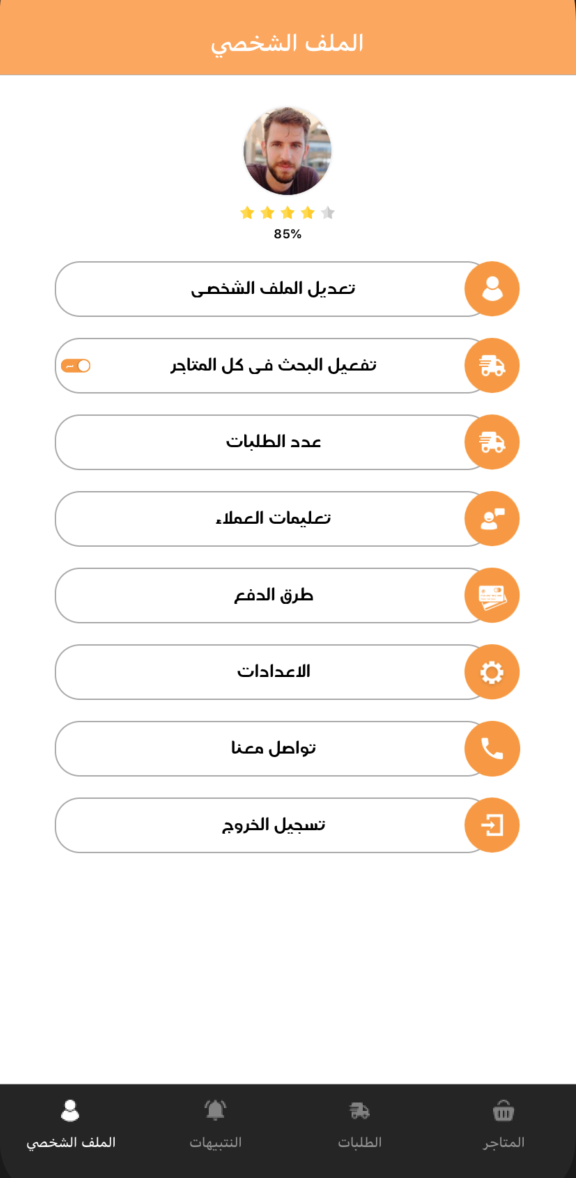 الملف الشخصي
85%
تعديل الملف الشخصى
تفعيل البحث فى كل المتاجر
عدد الطلبات
تعليمات العملاء
طرق الدفع
الاعدادات
تواصل معنا
تسجيل الخروج
المتاجر
الطلبات
التنبيهات
الملف الشخصي